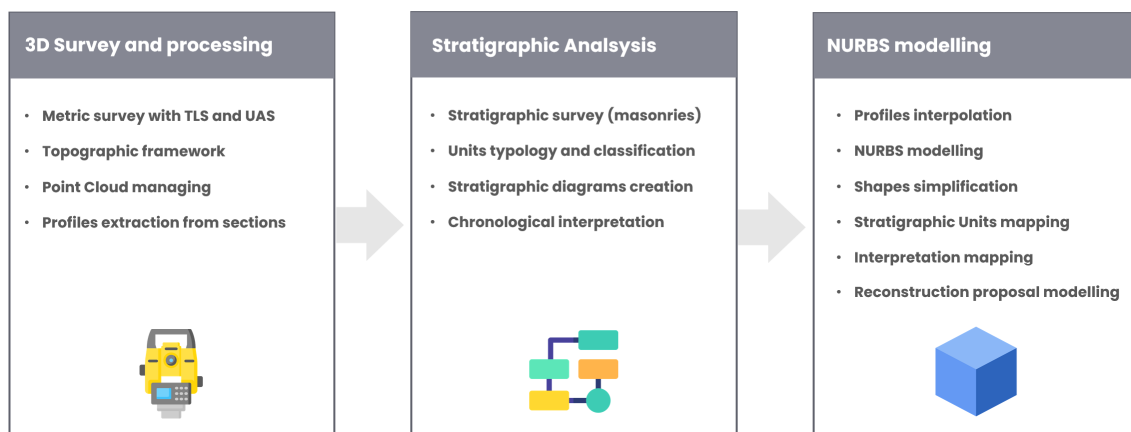 3D Survey and processing
• Metric survey with TLS and UAS
• Topographic framework
• Point Cloud managing
• Profiles extraction from sections
Stratigraphic Analsysis
• Stratigraphic survey (masonries)
• Units typology and classification
• Stratigraphic diagrams creation
• Chronological interpretation
NURBS modelling
• Profiles interpolation
• NURBS modelling
• Shapes simplification
• Stratigraphic Units mapping
• Interpretation mapping
• Reconstruction proposal modelling